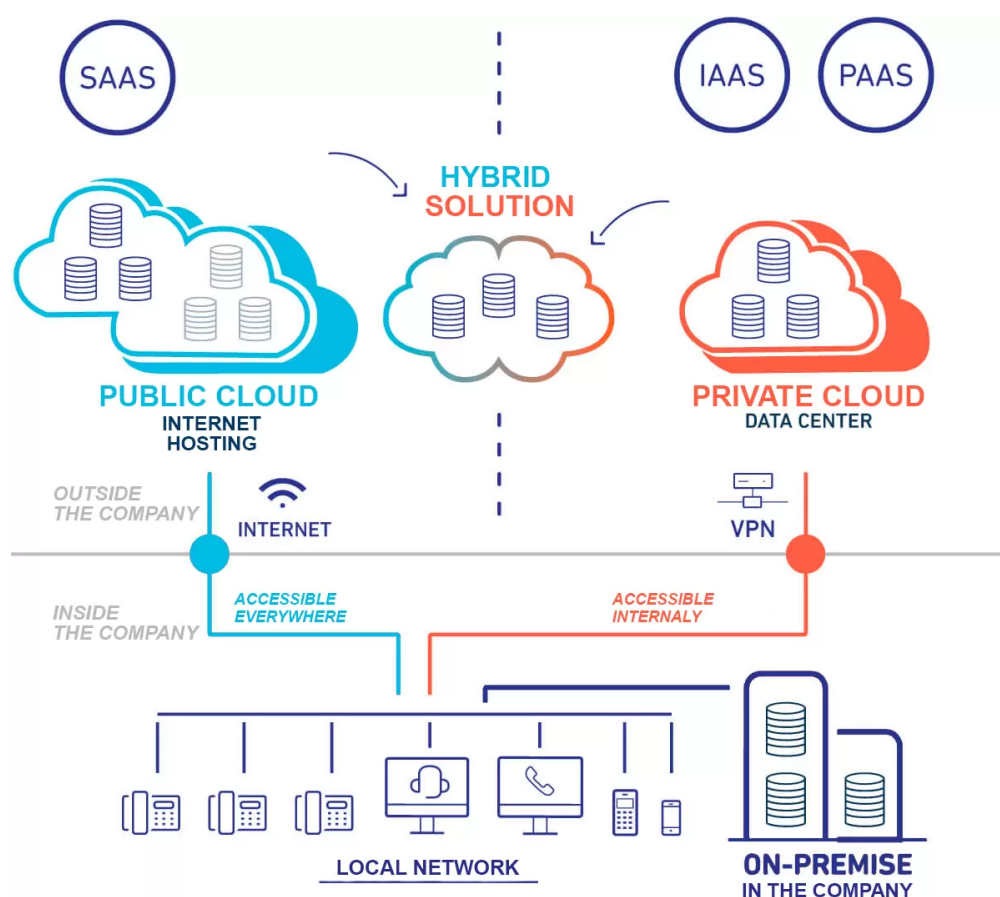 SAAS
IAAS
PAAS
HYBRID
SOLUTION
PUBLIC CLOUD
INTERNET
HOSTING
PRIVATE CLOUD
DATA CENTER
OUTSIDE
THE COMPANY
INTERNET
VPN
INSIDE
THE COMPANY
ACCESSIBLE
EVERYWHERE
ACCESSIBLE
INTERNALY
LOCAL NETWORK
ON-PREMISE
IN THE COMPANY